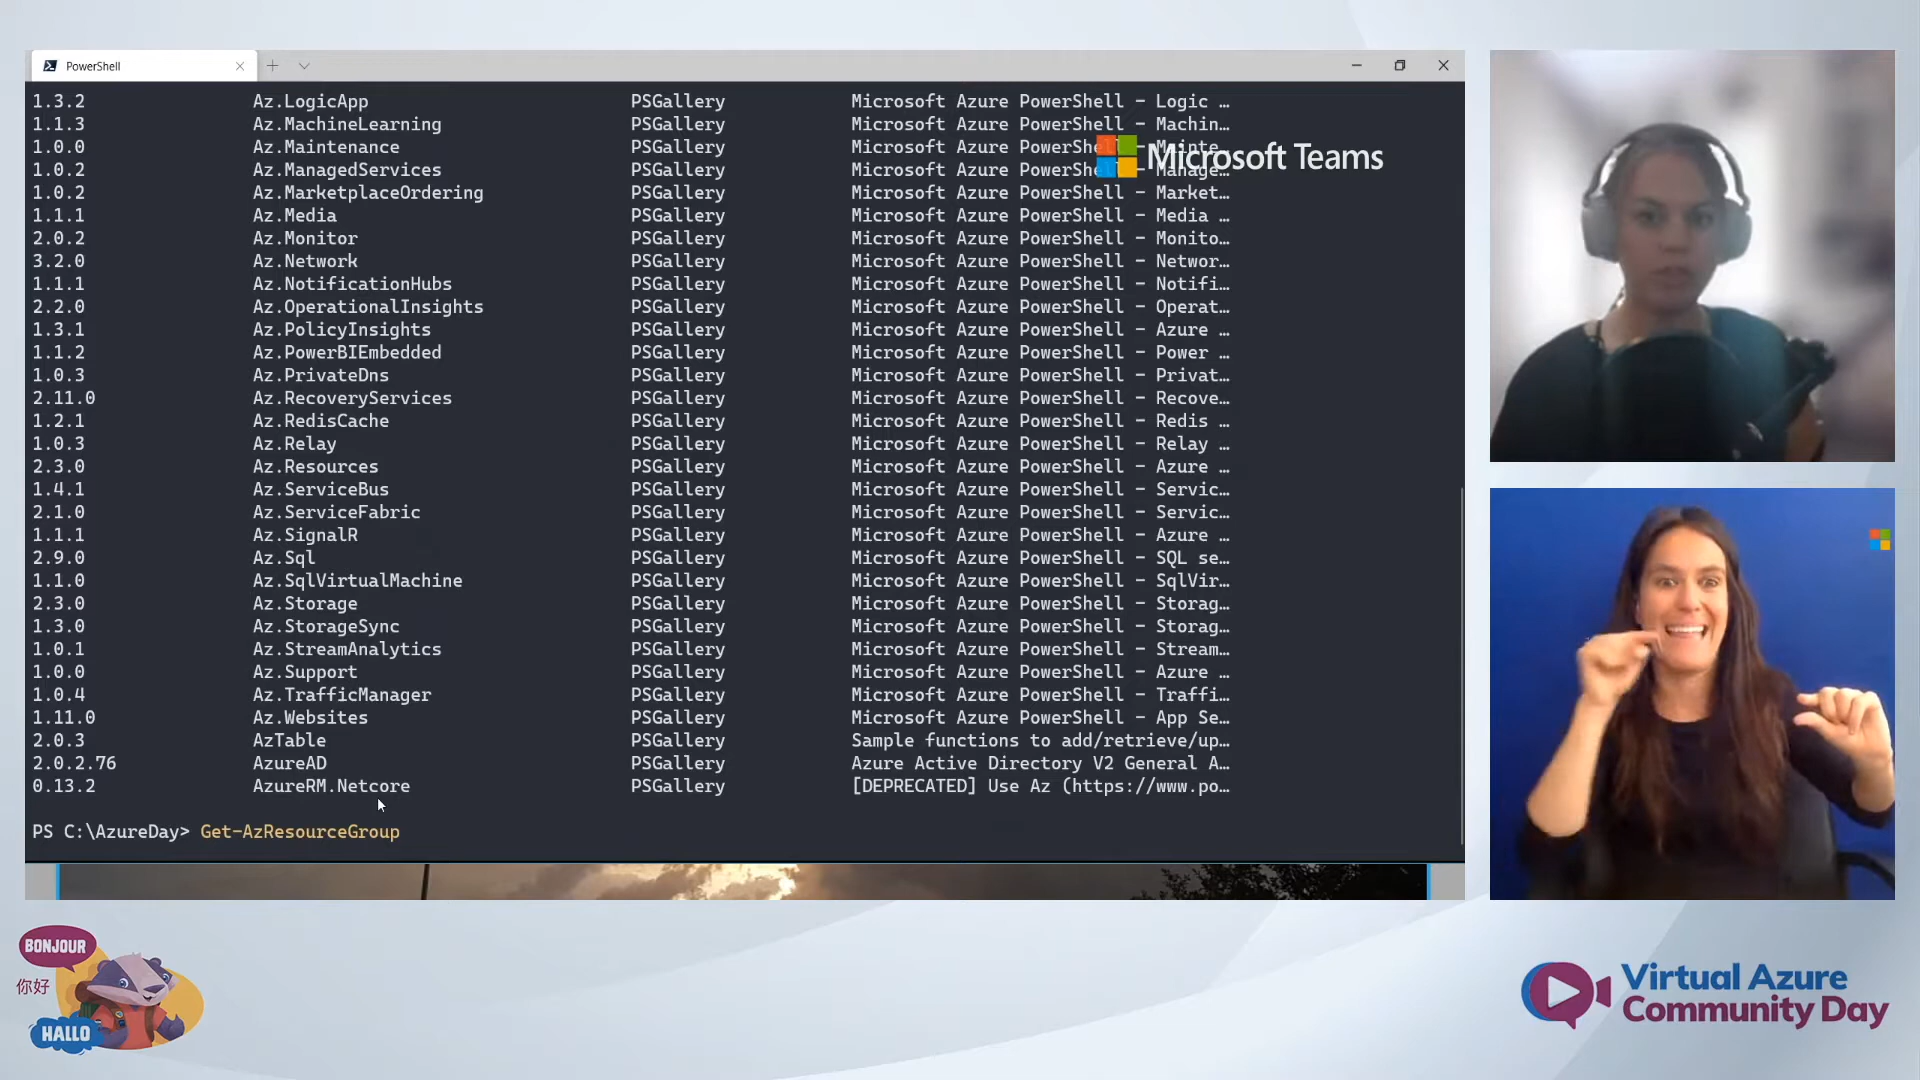 PowerShell
1.3.2 Az.LogicApp PSGallery Microsoft Azure PowerShell - Logic …
1.1.3 Az.MachineLearning PSGallery Microsoft Azure PowerShell - Machin…
1.0.0 Az.Maintenance PSGallery Microsoft Azure PowerShell - Mainte…
Microsoft Teams
1.0.2 Az.ManagedServices PSGallery Microsoft Azure PowerShell - Manage…
1.0.2 Az.MarketplaceOrdering PSGallery Microsoft Azure PowerShell - Market…
1.1.1 Az.Media PSGallery Microsoft Azure PowerShell - Media …
2.0.2 Az.Monitor PSGallery Microsoft Azure PowerShell - Monito…
3.2.0 Az.Network PSGallery Microsoft Azure PowerShell - Networ…
1.1.1 Az.NotificationHubs PSGallery Microsoft Azure PowerShell - Notifi…
2.2.0 Az.OperationalInsights PSGallery Microsoft Azure PowerShell - Operat…
1.3.1 Az.PolicyInsights PSGallery Microsoft Azure PowerShell - Azure …
1.1.2 Az.PowerBIEmbedded PSGallery Microsoft Azure PowerShell - Power …
1.0.3 Az.PrivateDns PSGallery Microsoft Azure PowerShell - Privat…
2.11.0 Az.RecoveryServices PSGallery Microsoft Azure PowerShell - Recove…
1.2.1 Az.RedisCache PSGallery Microsoft Azure PowerShell - Redis …
1.0.3 Az.Relay PSGallery Microsoft Azure PowerShell - Relay …
2.3.0 Az.Resources PSGallery Microsoft Azure PowerShell - Azure …
1.4.1 Az.ServiceBus PSGallery Microsoft Azure PowerShell - Servic…
2.1.0 Az.ServiceFabric PSGallery Microsoft Azure PowerShell - Servic…
1.1.1 Az.SignalR PSGallery Microsoft Azure PowerShell - Azure …
2.9.0 Az.Sql PSGallery Microsoft Azure PowerShell - SQL se…
1.1.0 Az.SqlVirtualMachine PSGallery Microsoft Azure PowerShell - SqlVir…
2.3.0 Az.Storage PSGallery Microsoft Azure PowerShell - Storag…
1.3.0 Az.StorageSync PSGallery Microsoft Azure PowerShell - Storag…
1.0.1 Az.StreamAnalytics PSGallery Microsoft Azure PowerShell - Stream…
1.0.0 Az.Support PSGallery Microsoft Azure PowerShell - Azure …
1.0.4 Az.TrafficManager PSGallery Microsoft Azure PowerShell - Traffi…
1.11.0 Az.Websites PSGallery Microsoft Azure PowerShell - App Se…
2.0.3 AzTable PSGallery Sample functions to add/retrieve/up…
2.0.2.76 AzureAD PSGallery Azure Active Directory V2 General A…
0.13.2 AzureRM.Netcore PSGallery [DEPRECATED] Use Az (https://www.po…
PS C:\AzureDay> Get-AzResourceGroup
BONJOUR
你好
HALLO
Virtual Azure
Community Day